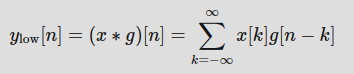 y_low[n] = (x * g)[n] = ∑_{k=-∞}^{∞} x[k]g[n − k]